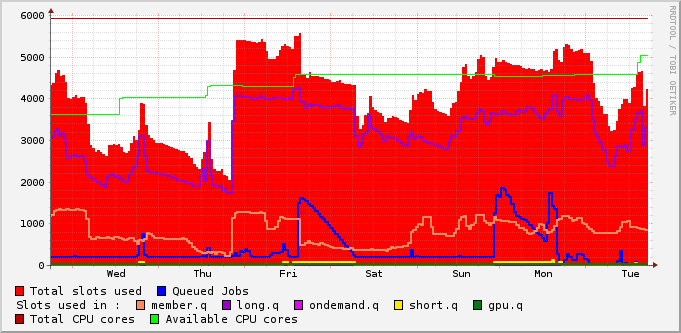 6000
5000
4000
3000
2000
1000
0
Wed Thu Fri Sat Sun Mon Tue
RRDTOOL / TOBI OETIKER
Total slots used Queued Jobs
Slots used in : member.q long.q ondemand.q short.q gpu.q
Total CPU cores Available CPU cores